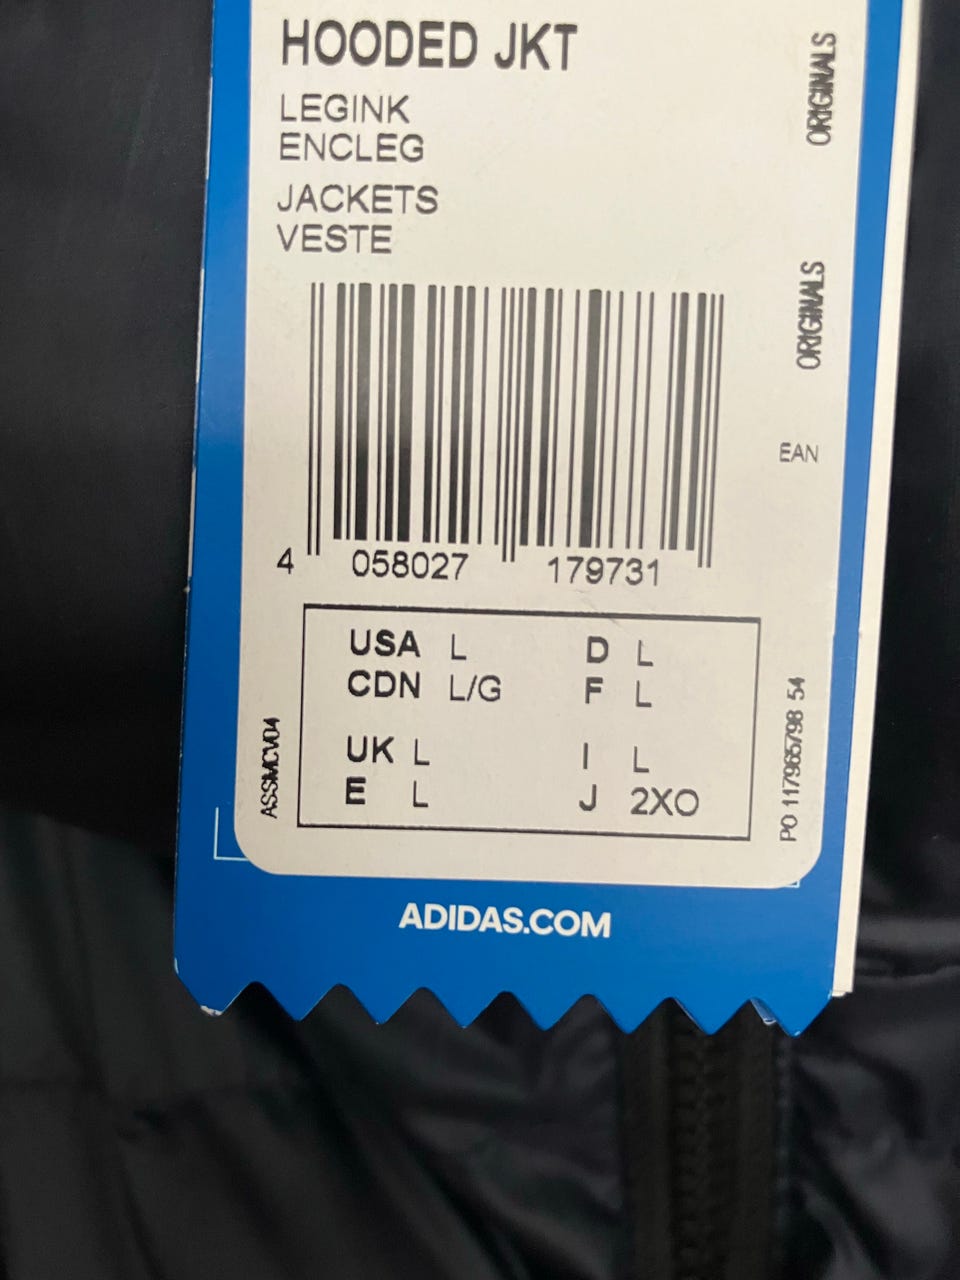 HOODED JKT
LEGINK
ENCLEG
JACKETS
VESTE
ORIGINALS
ORIGINALS
EAN
4 058027 179731
USA L D L
CDN L/G F L
UK L I L
E L J 2XO
ASSMCV04
PO 117965798 54
ADIDAS.COM